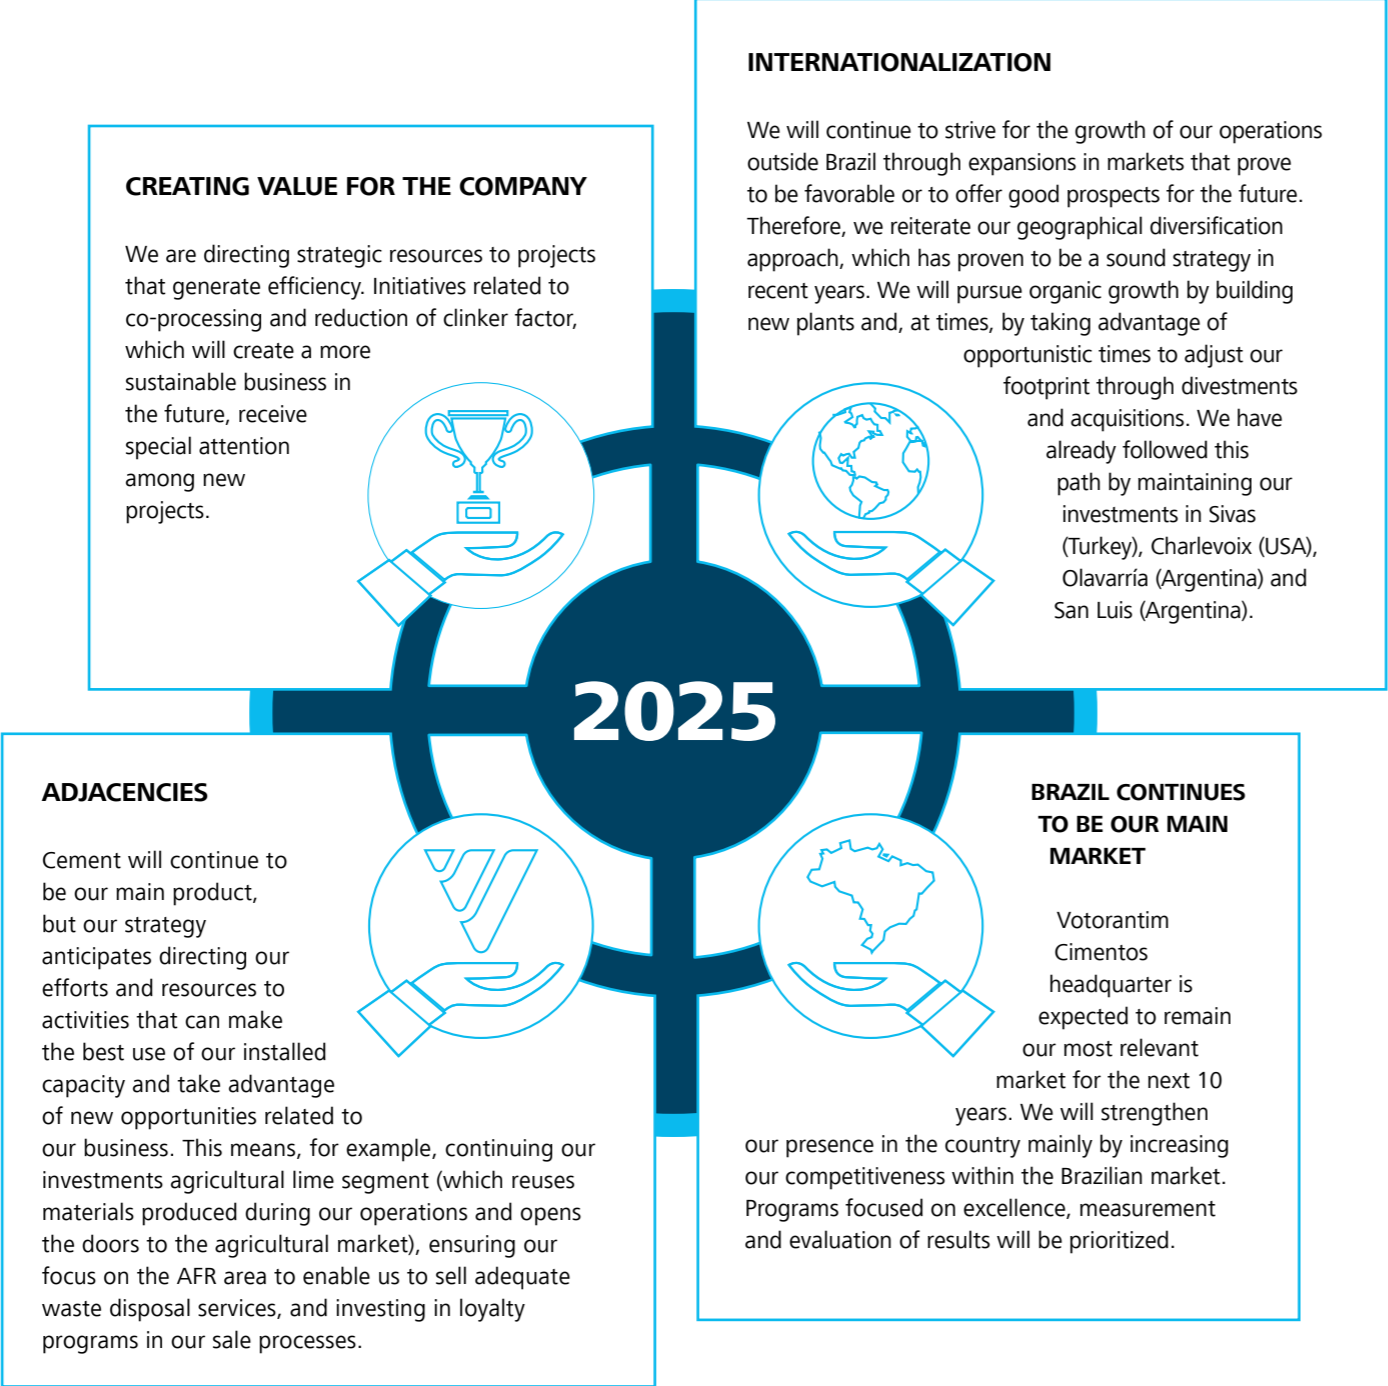 CREATING VALUE FOR THE COMPANY
We are directing strategic resources to projects
that generate efficiency. Initiatives related to
co-processing and reduction of clinker factor,
which will create a more
sustainable business in
the future, receive
special attention
among new
projects.
INTERNATIONALIZATION
We will continue to strive for the growth of our operations
outside Brazil through expansions in markets that prove
to be favorable or to offer good prospects for the future.
Therefore, we reiterate our geographical diversification
approach, which has proven to be a sound strategy in
recent years. We will pursue organic growth by building
new plants and, at times, by taking advantage of
opportunistic times to adjust our
footprint through divestments
and acquisitions. We have
already followed this
path by maintaining our
investments in Sivas
(Turkey), Charlevoix (USA),
Olavarría (Argentina) and
San Luis (Argentina).
2025
ADJACENCIES
Cement will continue to
be our main product,
but our strategy
anticipates directing our
efforts and resources to
activities that can make
the best use of our installed
capacity and take advantage
of new opportunities related to
our business. This means, for example, continuing our
investments agricultural lime segment (which reuses
materials produced during our operations and opens
the doors to the agricultural market), ensuring our
focus on the AFR area to enable us to sell adequate
waste disposal services, and investing in loyalty
programs in our sale processes.
BRAZIL CONTINUES
TO BE OUR MAIN
MARKET
Votorantim
Cimentos
headquarter is
expected to remain
our most relevant
market for the next 10
years. We will strengthen
our presence in the country mainly by increasing
our competitiveness within the Brazilian market.
Programs focused on excellence, measurement
and evaluation of results will be prioritized.